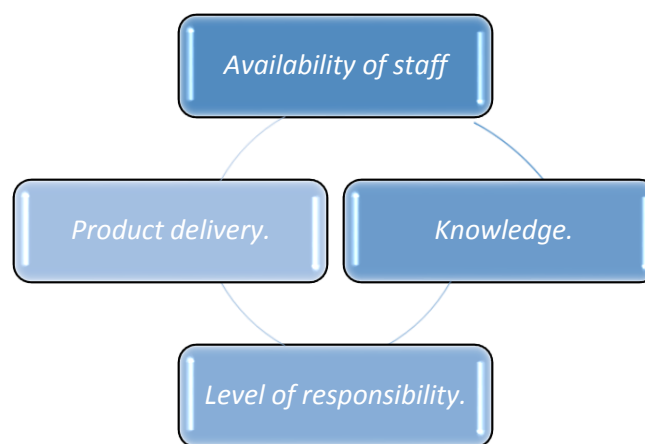 Availability of staff
Product delivery.
Knowledge.
Level of responsibility.